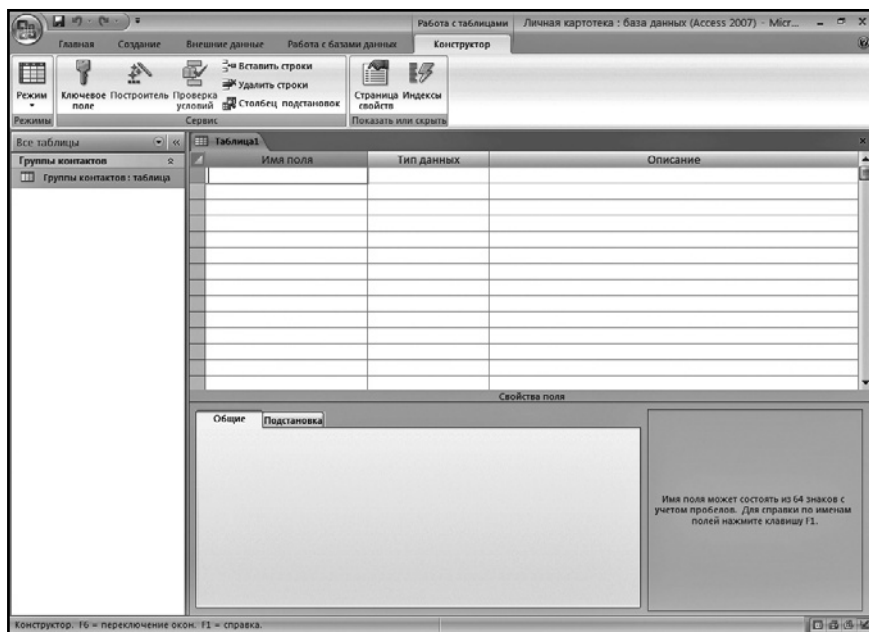 Работа с таблицами Личная картотека : база данных (Access 2007) - Micr...
Главная Создание Внешние данные Работа с базами данных Конструктор
Режим
Ключевое поле
Построитель
Проверка условий
Вставить строки
Удалить строки
Столбец подстановок
Страница свойств
Индексы
Режимы Сервис Показать или скрыть
Все таблицы
Таблица1
Группы контактов
Группы контактов : таблица
Имя поля Тип данных Описание
Свойства поля
Общие Подстановка
Имя поля может состоять из 64 знаков с
учетом пробелов. Для справки по именам
полей нажмите клавишу F1.
Конструктор. F6 = переключение окон. F1 = справка.